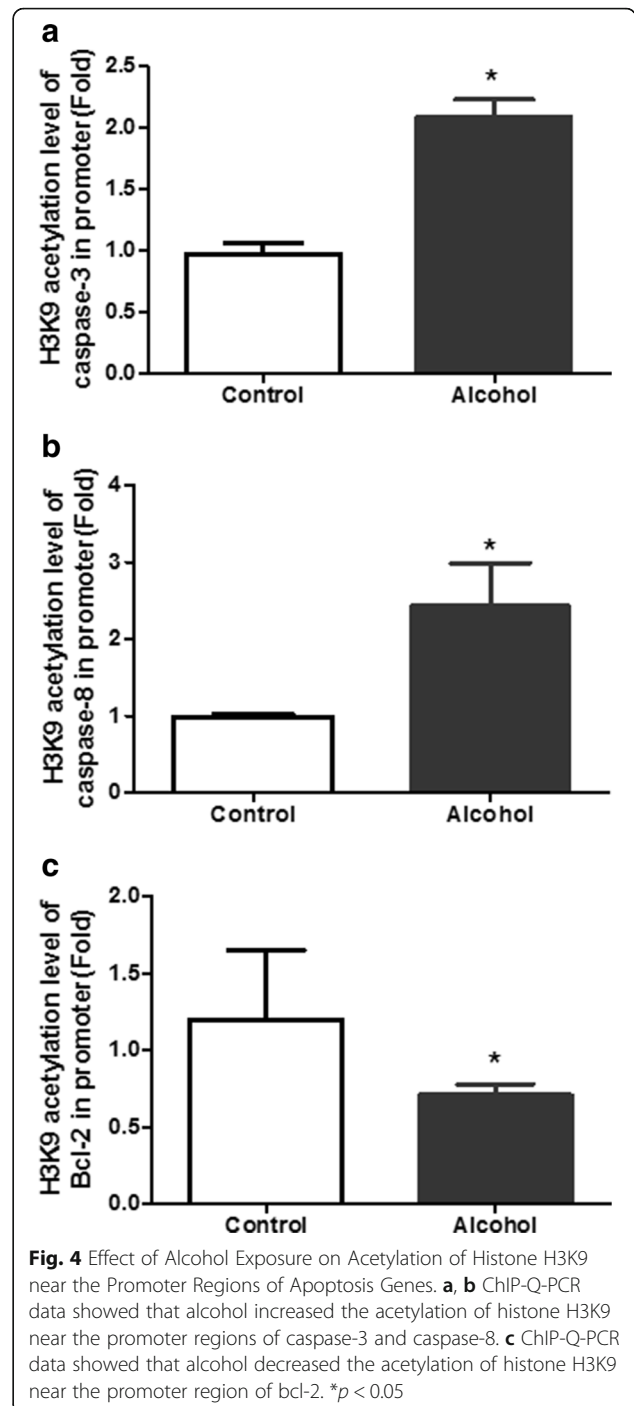 a
H3K9 acetylation level of
caspase-3 in promoter (Fold)
2.5
2.0
1.5
1.0
0.5
0.0
*
Control Alcohol
b
H3K9 acetylation level of
caspase-8 in promoter (Fold)
4
3
2
1
0
*
Control Alcohol
c
H3K9 acetylation level of
Bcl-2 in promoter (Fold)
2.0
1.5
1.0
0.5
0.0
*
Control Alcohol
Fig. 4 Effect of Alcohol Exposure on Acetylation of Histone H3K9
near the Promoter Regions of Apoptosis Genes. a, b ChIP-Q-PCR
data showed that alcohol increased the acetylation of histone H3K9
near the promoter regions of caspase-3 and caspase-8. c ChIP-Q-PCR
data showed that alcohol decreased the acetylation of histone H3K9
near the promoter region of bcl-2. *p < 0.05